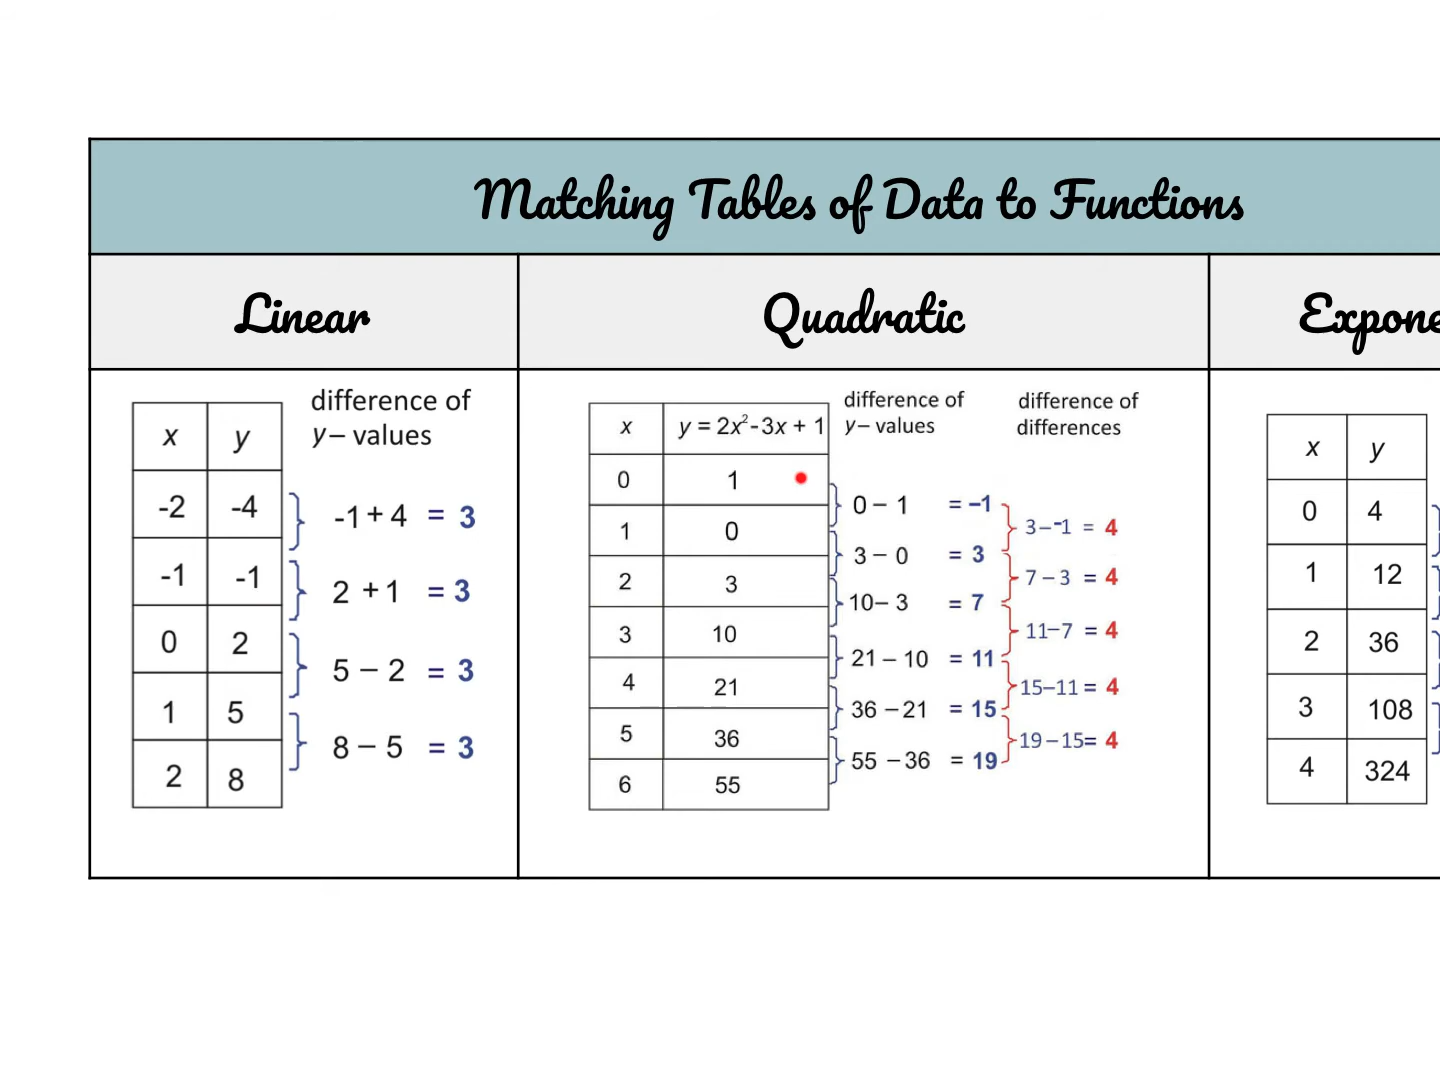 Matching Tables of Data to Functions
Linear
Quadratic
difference of
y – values
x y
-2 -4
-1 -1
0 2
1 5
2 8
-1 + 4 = 3
2 + 1 = 3
5 – 2 = 3
8 – 5 = 3
difference of
y – values
difference of
differences
x y = 2x²-3x + 1
0 1
1 0
2 3
3 10
4 21
5 36
6 55
0 – 1 = –1
3 – 0 = 3
10 – 3 = 7
21 – 10 = 11
36 – 21 = 15
55 – 36 = 19
3 – -1 = 4
7 – 3 = 4
11 – 7 = 4
15 – 11 = 4
19 – 15 = 4
x y
0 4
1 12
2 36
3 108
4 324